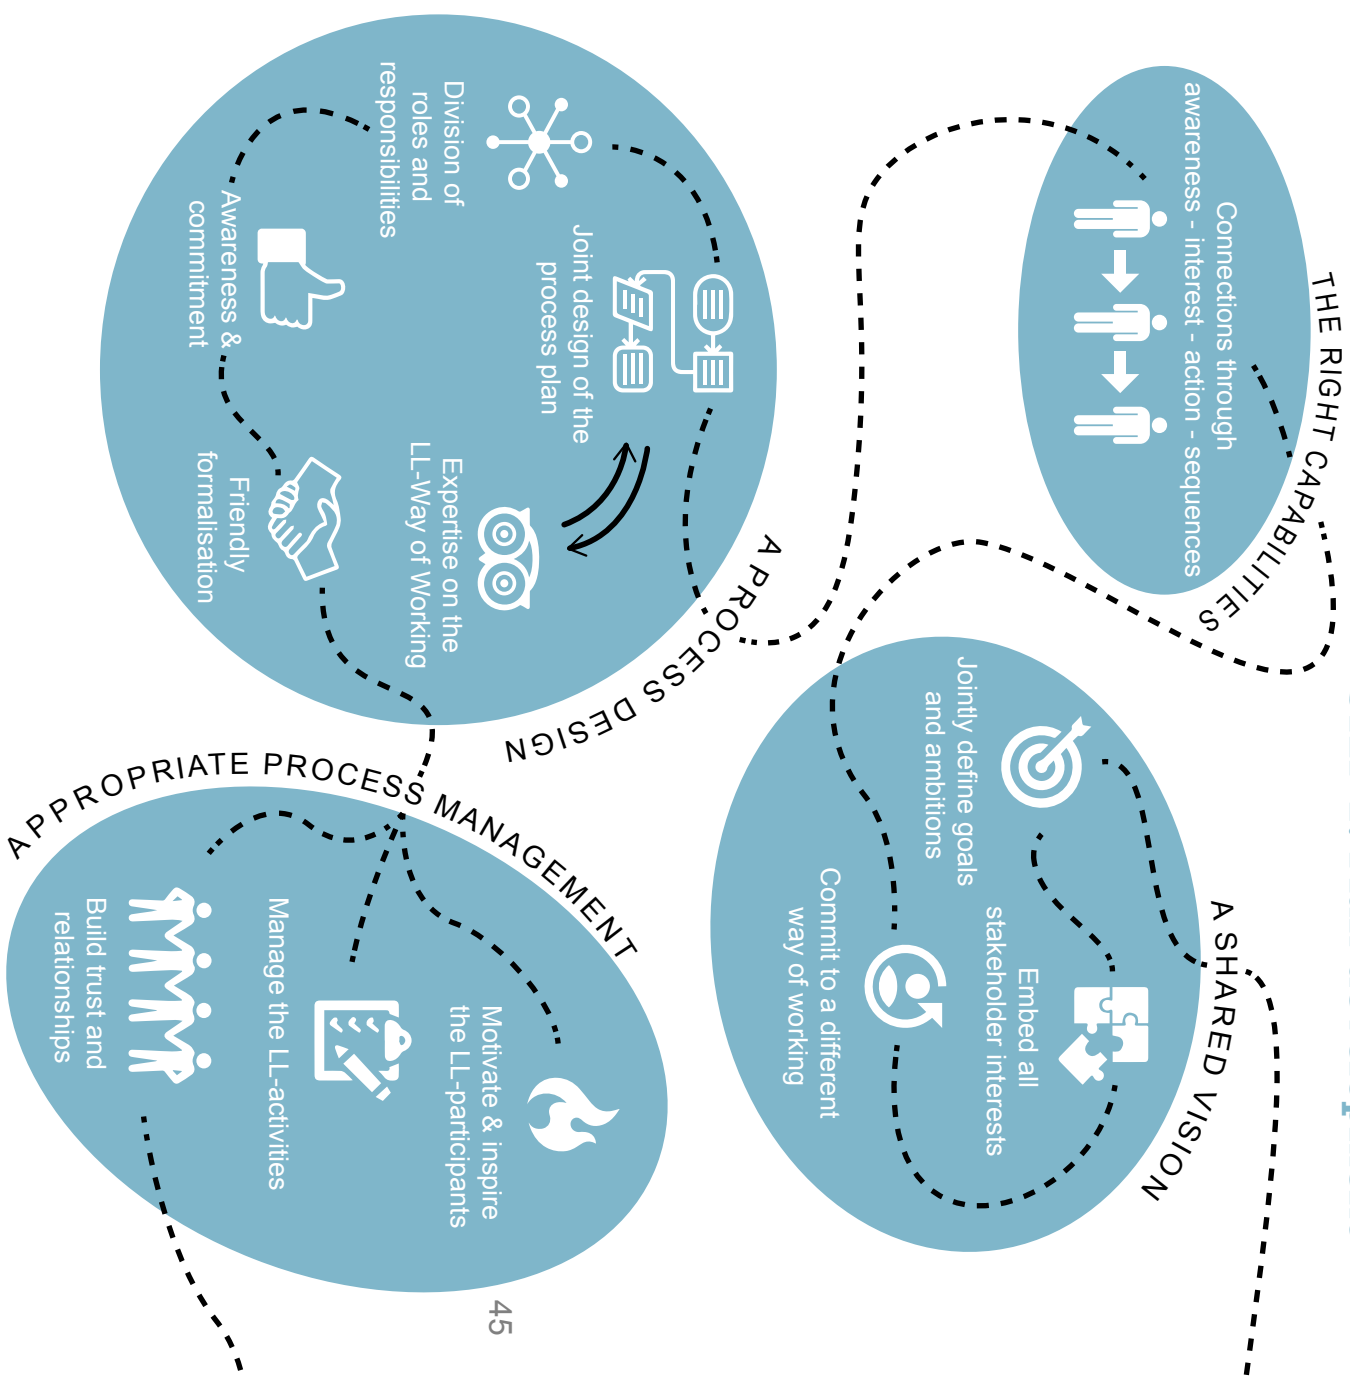 A SHARED VISION
Jointly define goals
and ambitions
Embed all
stakeholder interests
Commit to a different
way of working
THE RIGHT CAPABILITIES
Connections through
awareness - interest - action - sequences
A PROCESS DESIGN
Joint design of the
process plan
Expertise on the
LL-Way of Working
Division of
roles and
responsibilities
Awareness &
commitment
Friendly
formalisation
APPROPRIATE PROCESS MANAGEMENT
Motivate & inspire
the LL-participants
Manage the LL-activities
Build trust and
relationships
45